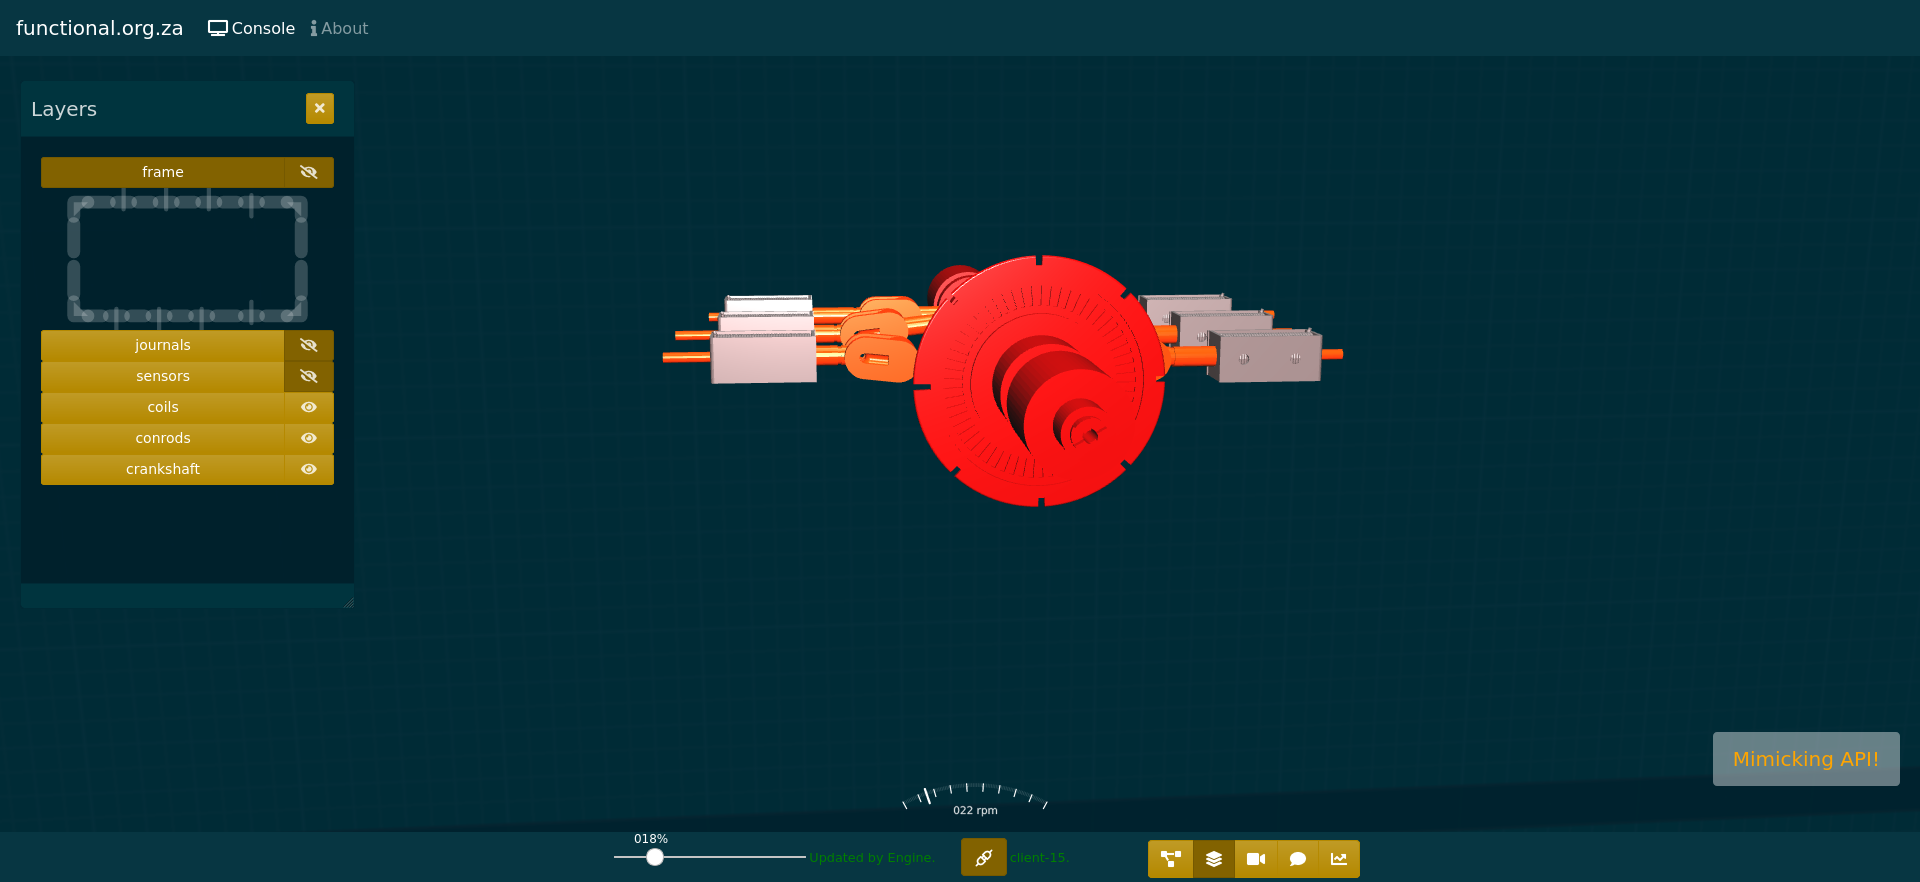 functional.org.za Console About
Layers
frame
journals
sensors
coils
conrods
crankshaft
Mimicking API!
022 rpm
018%
Updated by Engine. client-15.